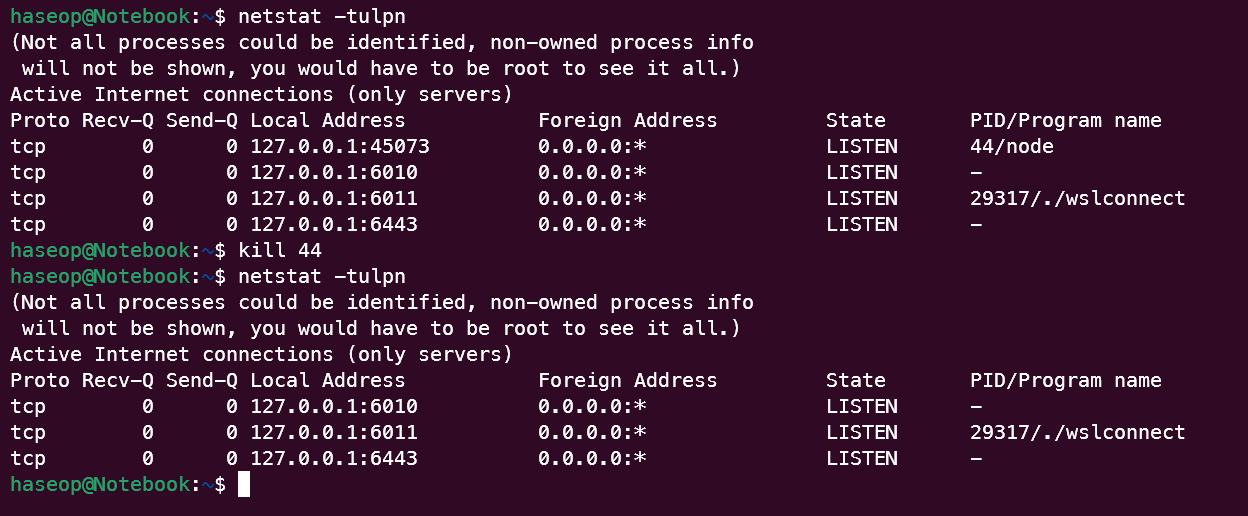 haseop@Notebook:~$ netstat -tulpn
(Not all processes could be identified, non-owned process info
 will not be shown, you would have to be root to see it all.)
Active Internet connections (only servers)
Proto Recv-Q Send-Q Local Address           Foreign Address         State       PID/Program name
tcp        0      0 127.0.0.1:45073         0.0.0.0:*               LISTEN      44/node
tcp        0      0 127.0.0.1:6010          0.0.0.0:*               LISTEN      -
tcp        0      0 127.0.0.1:6011          0.0.0.0:*               LISTEN      29317/./wslconnect
tcp        0      0 127.0.0.1:6443          0.0.0.0:*               LISTEN      -
haseop@Notebook:~$ kill 44
haseop@Notebook:~$ netstat -tulpn
(Not all processes could be identified, non-owned process info
 will not be shown, you would have to be root to see it all.)
Active Internet connections (only servers)
Proto Recv-Q Send-Q Local Address           Foreign Address         State       PID/Program name
tcp        0      0 127.0.0.1:6010          0.0.0.0:*               LISTEN      -
tcp        0      0 127.0.0.1:6011          0.0.0.0:*               LISTEN      29317/./wslconnect
tcp        0      0 127.0.0.1:6443          0.0.0.0:*               LISTEN      -
haseop@Notebook:~$